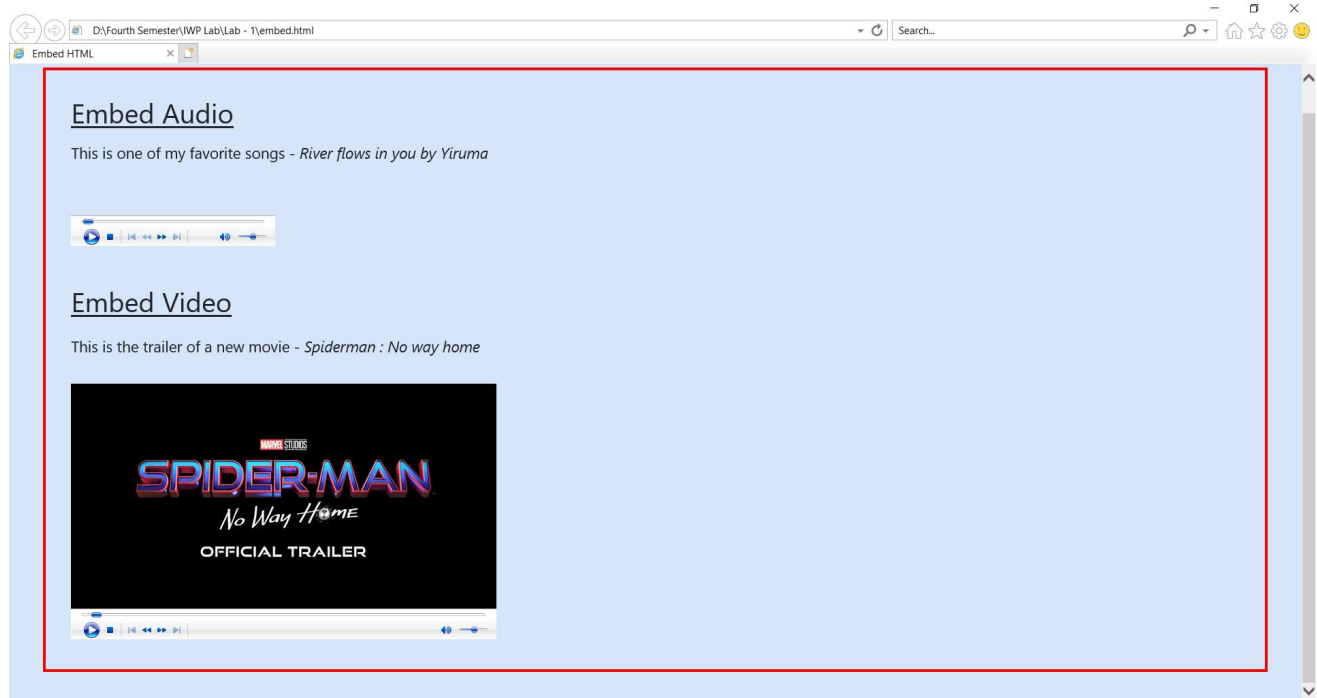 D:\Fourth Semester\IWP Lab\Lab - 1\embed.html
Search...
Embed HTML
Embed Audio
This is one of my favorite songs - River flows in you by Yiruma
Embed Video
This is the trailer of a new movie - Spiderman : No way home
MARVEL STUDIOS
SPIDER-MAN
No Way Home
OFFICIAL TRAILER